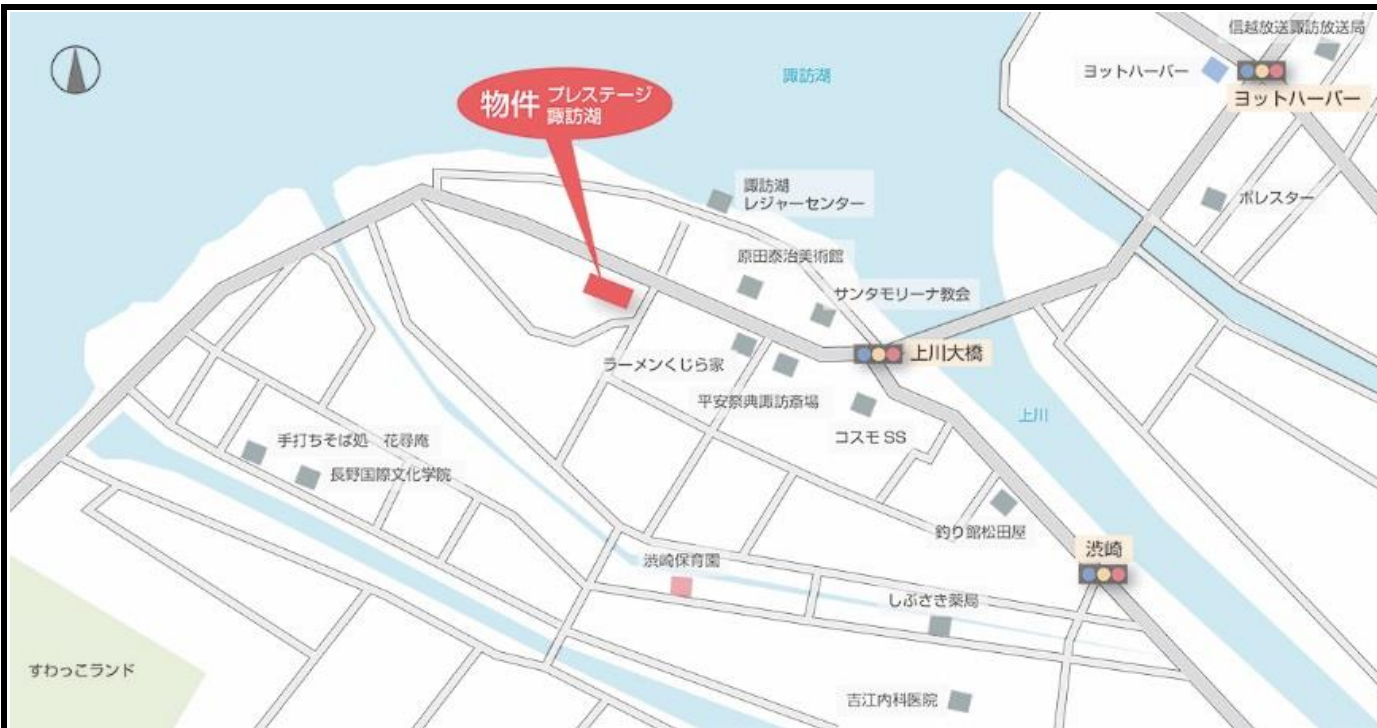 信越放送諏訪放送局
諏訪湖
ヨットハーバー
ヨットハーバー
物件 プレステージ
諏訪湖
諏訪湖
レジャーセンター
ポレスター
原田泰治美術館
サンタモリーナ教会
上川大橋
ラーメンくじら家
平安祭典諏訪斎場
上川
コスモ SS
手打ちそば処 花尋庵
長野国際文化学院
釣り館松田屋
渋崎
渋崎保育園
しぶさき薬局
すわっこランド
吉江内科医院